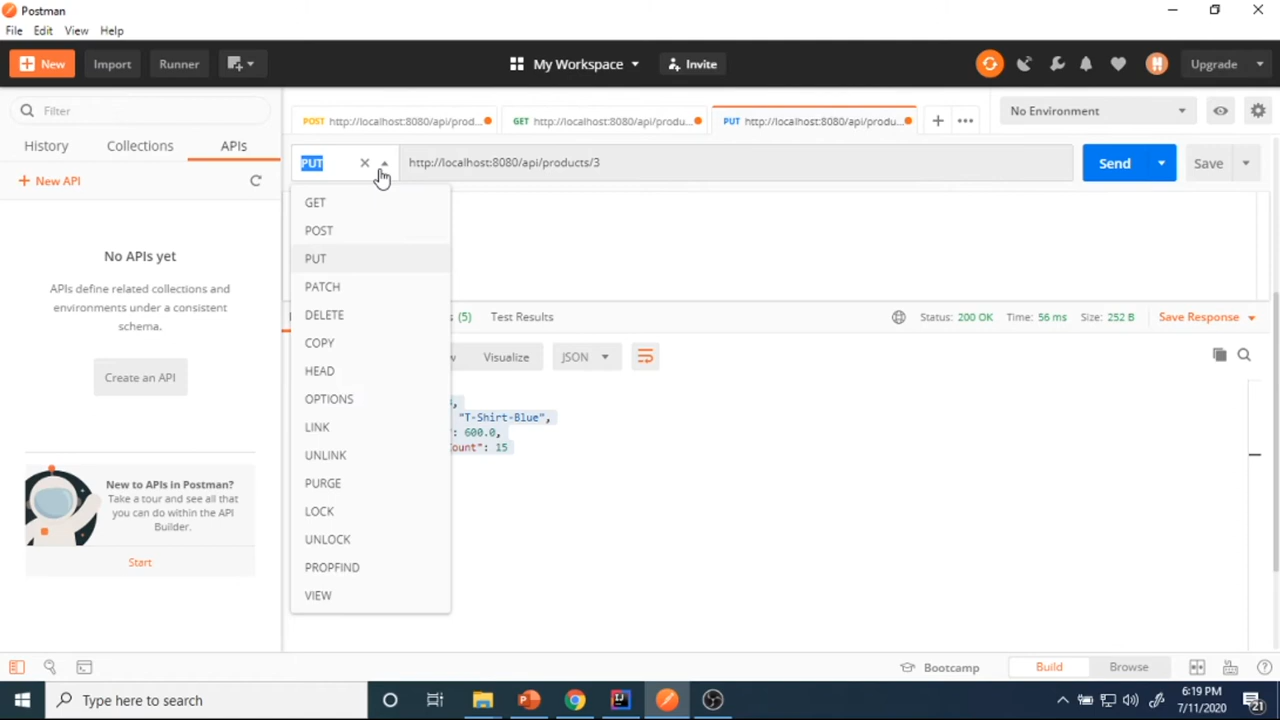 Postman
File Edit View Help
New Import Runner My Workspace Invite Upgrade
Filter
History Collections APIs
New API
No APIs yet
APIs define related collections and
environments under a consistent
schema.
Create an API
New to APIs in Postman?
Take a tour and see all that
you can do within the API
Builder.
Start
POST http://localhost:8080/api/prod...
GET http://localhost:8080/api/produ...
PUT http://localhost:8080/api/produ...
No Environment
PUT http://localhost:8080/api/products/3 Send Save
GET
POST
PUT
PATCH
DELETE
COPY
HEAD
OPTIONS
LINK
UNLINK
PURGE
LOCK
UNLOCK
PROPFIND
VIEW
(5) Test Results Status: 200 OK Time: 56 ms Size: 252 B Save Response
Visualize JSON
"T-Shirt-Blue",
": 600.0,
ount": 15
Bootcamp Build Browse
Type here to search
6:19 PM
7/11/2020
21